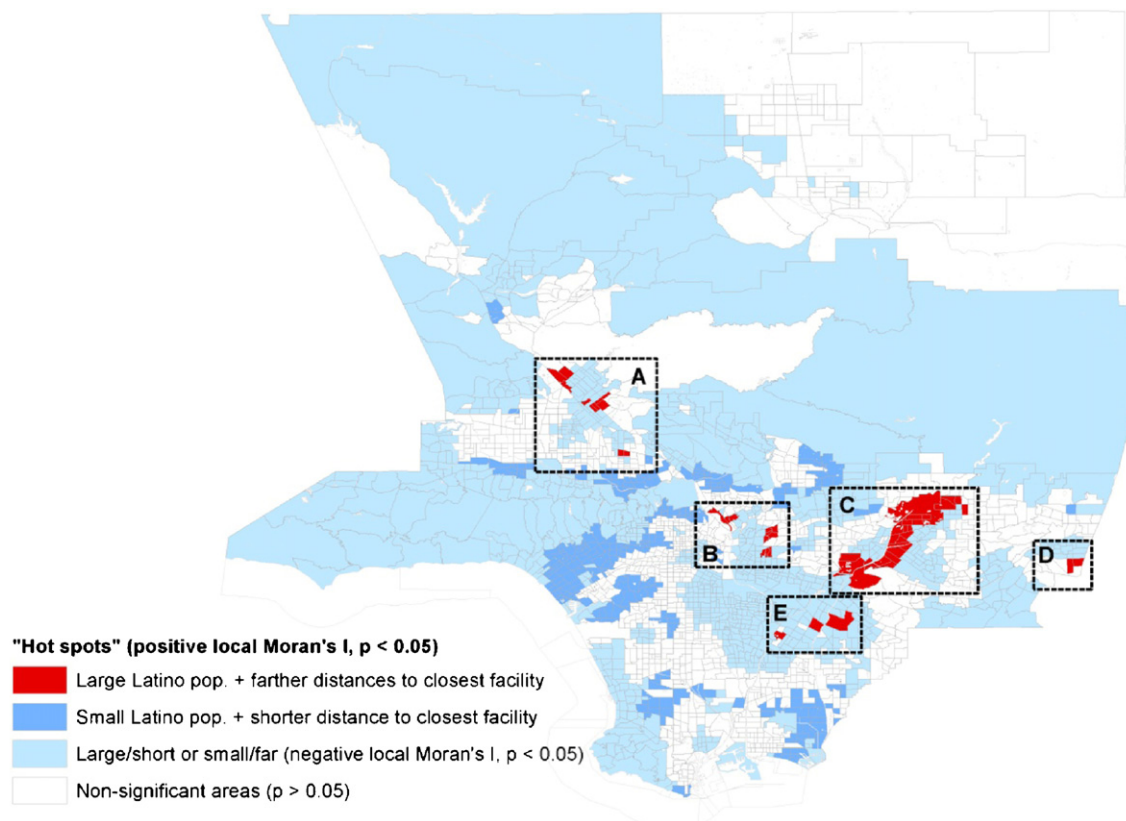 A
C
B
D
E
"Hot spots" (positive local Moran's I, p < 0.05)
Large Latino pop. + farther distances to closest facility
Small Latino pop. + shorter distance to closest facility
Large/short or small/far (negative local Moran's I, p < 0.05)
Non-significant areas (p > 0.05)